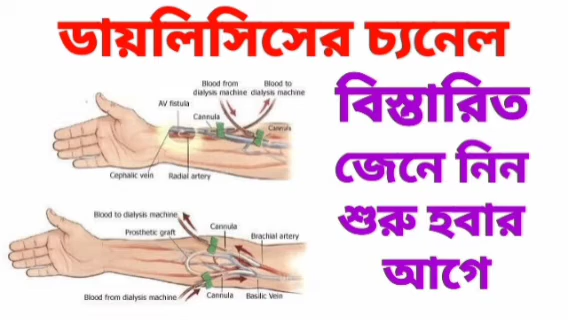 ডায়লিসিসের চ্যনেল
Blood from
dialysis machine
Blood to
dialysis machine
AV fistula
Cannula
Cannula
Cephalic vein
Radial artery
বিস্তারিত
জেনে নিন
শুরু হবার
আগে
Blood to dialysis machine
Prosthetic graft
Cannula
Brachial artery
Blood from dialysis machine
Cannula
Basilic Vein